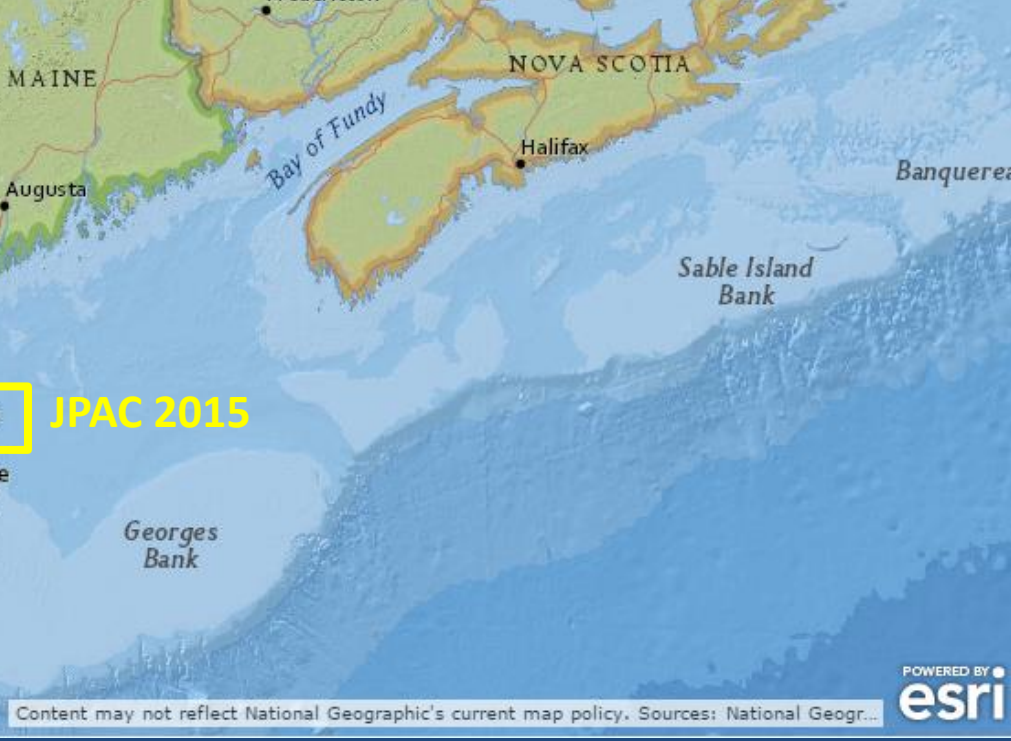 MAINE
NOVA SCOTIA
Bay of Fundy
Halifax
Augusta
Sable Island
Bank
JPAC 2015
Georges
Bank
POWERED BY
esri
Content may not reflect National Geographic's current map policy. Sources: National Geogr...